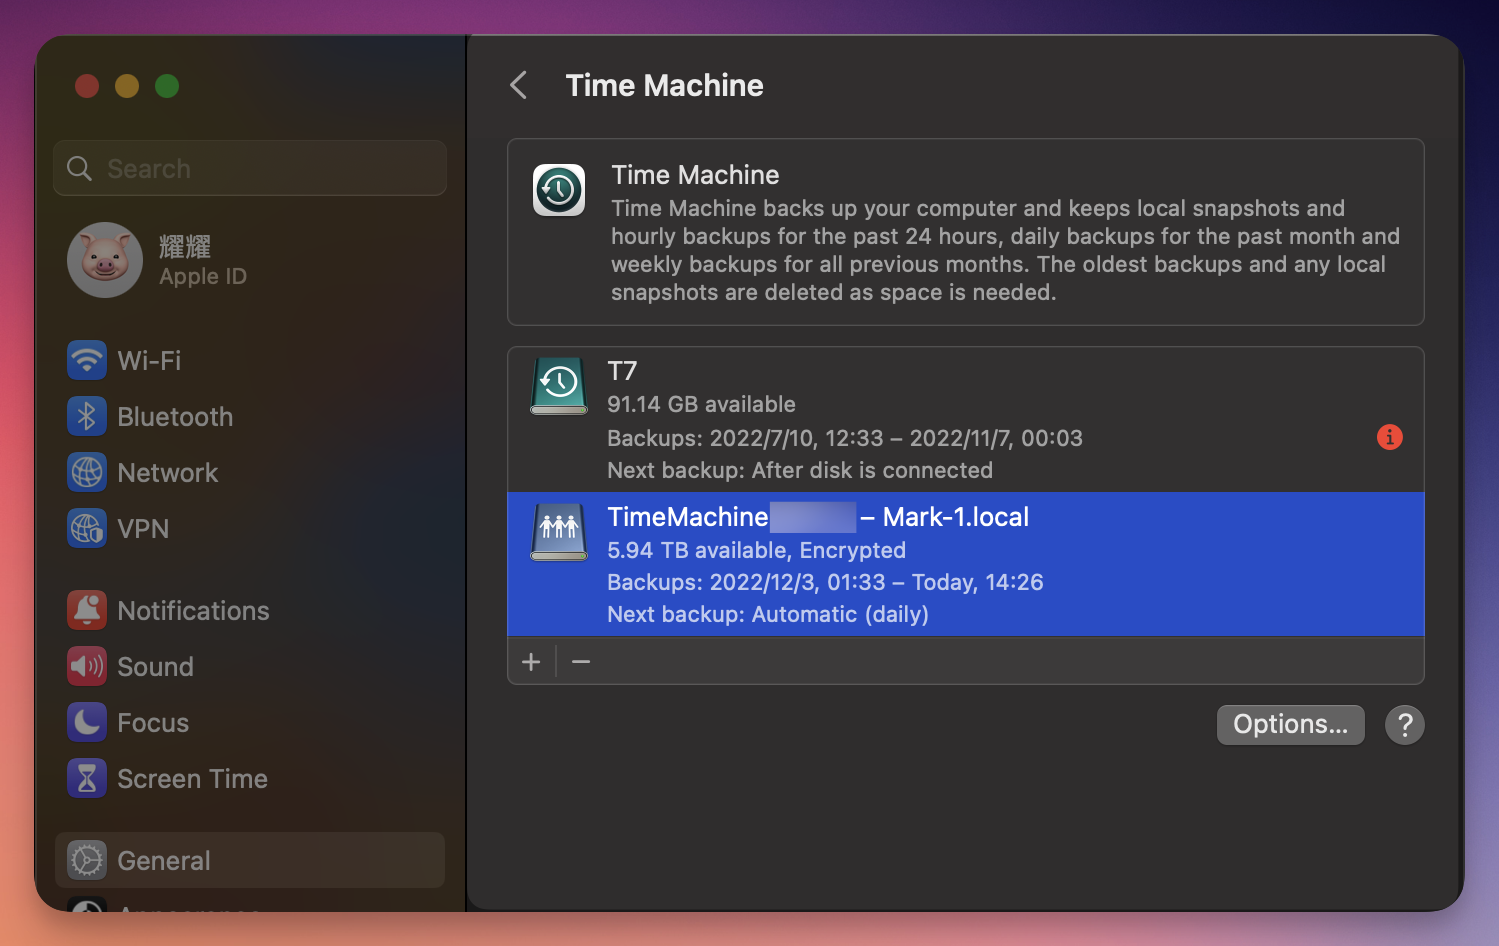 Time Machine
Search
耀耀
Apple ID
Wi-Fi
Bluetooth
Network
VPN
Notifications
Sound
Focus
Screen Time
General
Time Machine
Time Machine backs up your computer and keeps local snapshots and
hourly backups for the past 24 hours, daily backups for the past month and
weekly backups for all previous months. The oldest backups and any local
snapshots are deleted as space is needed.
T7
91.14 GB available
Backups: 2022/7/10, 12:33 – 2022/11/7, 00:03
Next backup: After disk is connected
TimeMachine – Mark-1.local
5.94 TB available, Encrypted
Backups: 2022/12/3, 01:33 – Today, 14:26
Next backup: Automatic (daily)
+ −
Options... ?